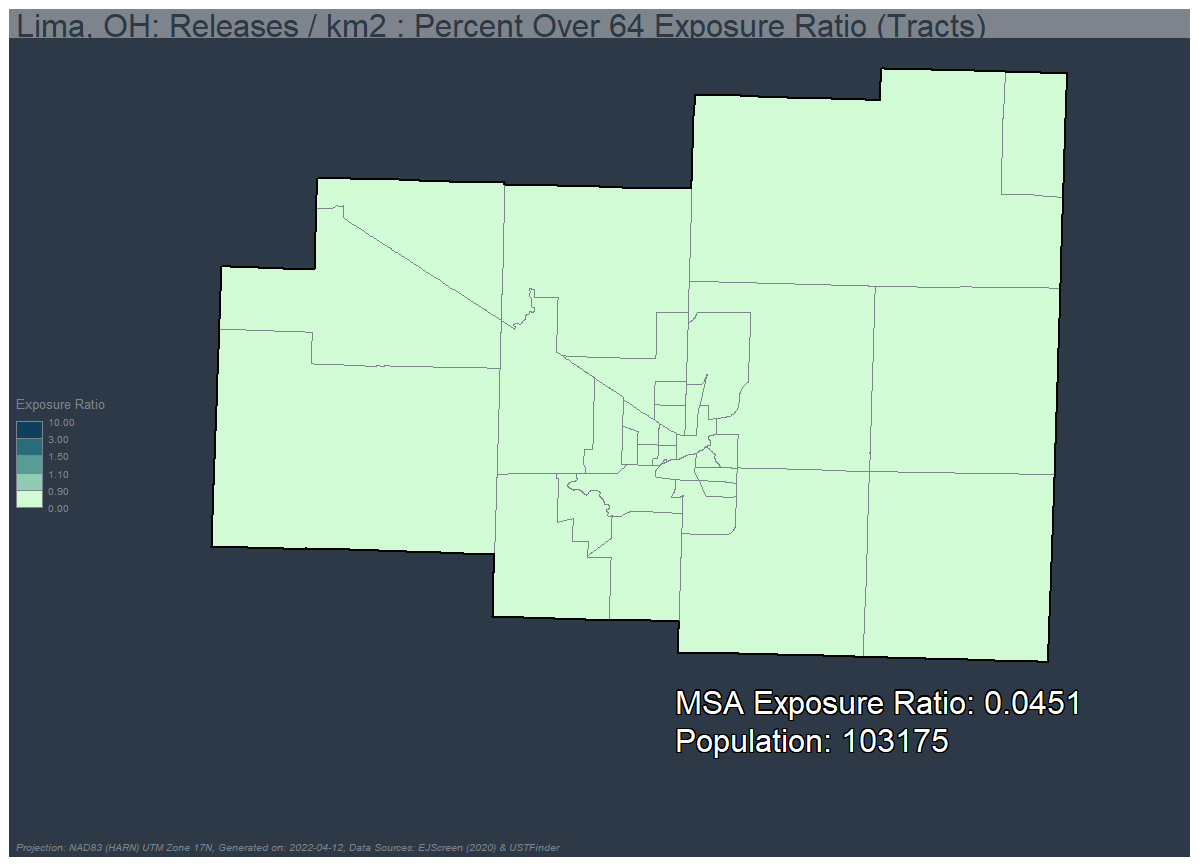 Lima, OH: Releases / km2 : Percent Over 64 Exposure Ratio (Tracts)
Exposure Ratio
10.00
3.00
1.50
1.10
0.90
0.00
MSA Exposure Ratio: 0.0451
Population: 103175
Projection: NAD83 (HARN) UTM Zone 17N, Generated on: 2022-04-12, Data Sources: EJScreen (2020) & USTFinder